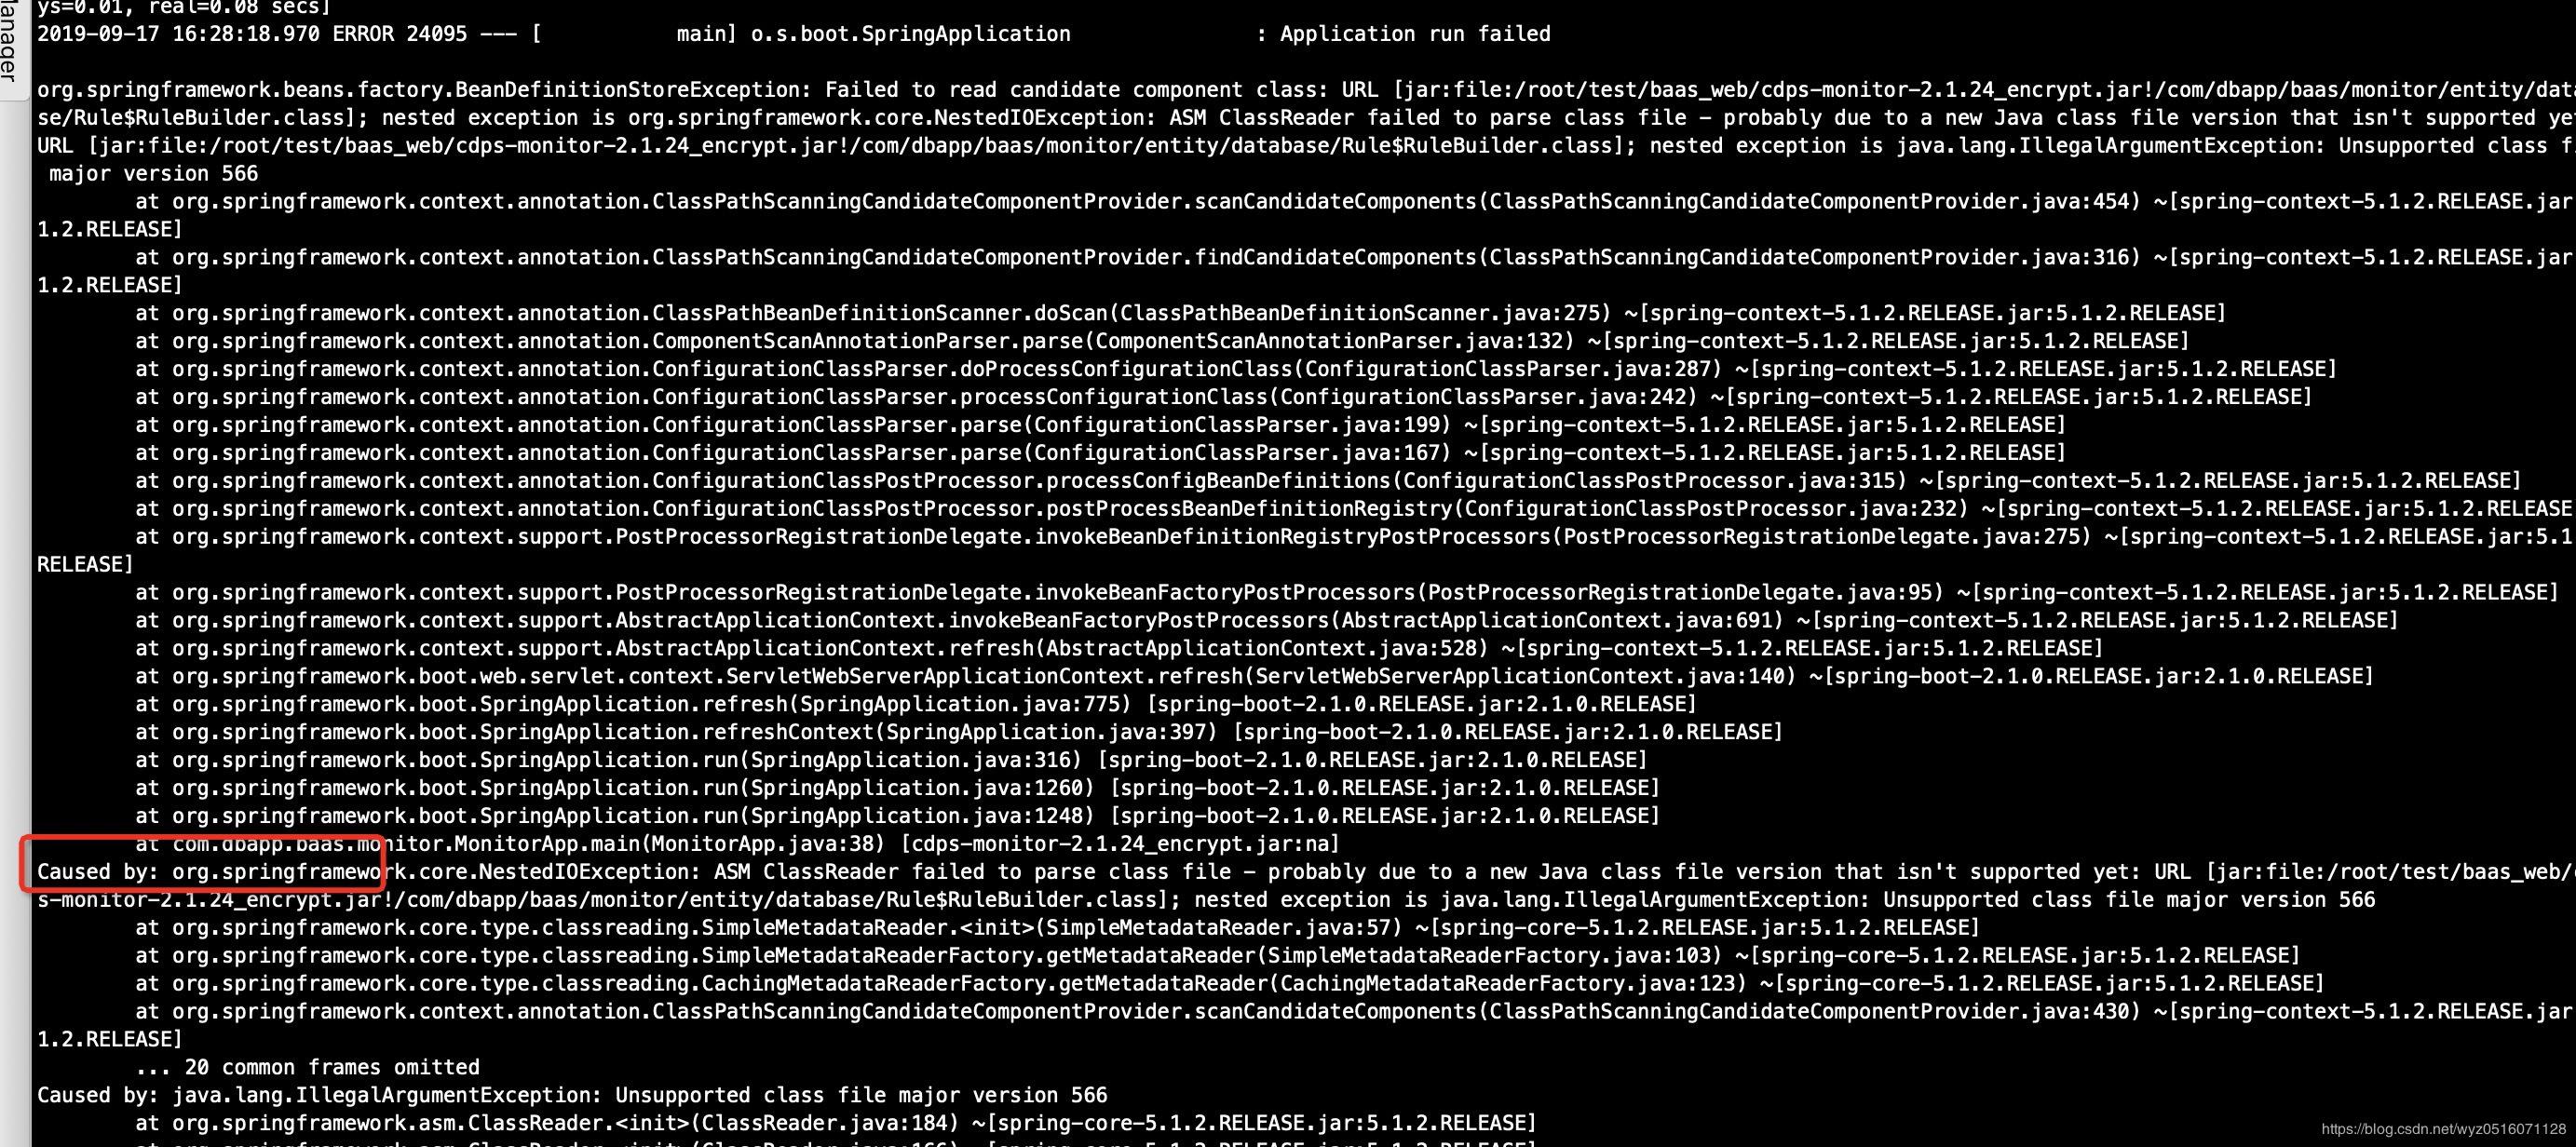 anager
ys=0.01, real=0.08 secs]
2019-09-17 16:28:18.970 ERROR 24095 --- [           main] o.s.boot.SpringApplication               : Application run failed
org.springframework.beans.factory.BeanDefinitionStoreException: Failed to read candidate component class: URL [jar:file:/root/test/baas_web/cdps-monitor-2.1.24_encrypt.jar!/com/dbapp/baas/monitor/entity/data
se/Rule$RuleBuilder.class]; nested exception is org.springframework.core.NestedIOException: ASM ClassReader failed to parse class file - probably due to a new Java class file version that isn't supported ye
URL [jar:file:/root/test/baas_web/cdps-monitor-2.1.24_encrypt.jar!/com/dbapp/baas/monitor/entity/database/Rule$RuleBuilder.class]; nested exception is java.lang.IllegalArgumentException: Unsupported class f
 major version 566
at org.springframework.context.annotation.ClassPathScanningCandidateComponentProvider.scanCandidateComponents(ClassPathScanningCandidateComponentProvider.java:454) ~[spring-context-5.1.2.RELEASE.jar
1.2.RELEASE]
at org.springframework.context.annotation.ClassPathScanningCandidateComponentProvider.findCandidateComponents(ClassPathScanningCandidateComponentProvider.java:316) ~[spring-context-5.1.2.RELEASE.jar
1.2.RELEASE]
at org.springframework.context.annotation.ClassPathBeanDefinitionScanner.doScan(ClassPathBeanDefinitionScanner.java:275) ~[spring-context-5.1.2.RELEASE.jar:5.1.2.RELEASE]
at org.springframework.context.annotation.ComponentScanAnnotationParser.parse(ComponentScanAnnotationParser.java:132) ~[spring-context-5.1.2.RELEASE.jar:5.1.2.RELEASE]
at org.springframework.context.annotation.ConfigurationClassParser.doProcessConfigurationClass(ConfigurationClassParser.java:287) ~[spring-context-5.1.2.RELEASE.jar:5.1.2.RELEASE]
at org.springframework.context.annotation.ConfigurationClassParser.processConfigurationClass(ConfigurationClassParser.java:242) ~[spring-context-5.1.2.RELEASE.jar:5.1.2.RELEASE]
at org.springframework.context.annotation.ConfigurationClassParser.parse(ConfigurationClassParser.java:199) ~[spring-context-5.1.2.RELEASE.jar:5.1.2.RELEASE]
at org.springframework.context.annotation.ConfigurationClassParser.parse(ConfigurationClassParser.java:167) ~[spring-context-5.1.2.RELEASE.jar:5.1.2.RELEASE]
at org.springframework.context.annotation.ConfigurationClassPostProcessor.processConfigBeanDefinitions(ConfigurationClassPostProcessor.java:315) ~[spring-context-5.1.2.RELEASE.jar:5.1.2.RELEASE]
at org.springframework.context.annotation.ConfigurationClassPostProcessor.postProcessBeanDefinitionRegistry(ConfigurationClassPostProcessor.java:232) ~[spring-context-5.1.2.RELEASE.jar:5.1.2.RELEASE
at org.springframework.context.support.PostProcessorRegistrationDelegate.invokeBeanDefinitionRegistryPostProcessors(PostProcessorRegistrationDelegate.java:275) ~[spring-context-5.1.2.RELEASE.jar:5.1
RELEASE]
at org.springframework.context.support.PostProcessorRegistrationDelegate.invokeBeanFactoryPostProcessors(PostProcessorRegistrationDelegate.java:95) ~[spring-context-5.1.2.RELEASE.jar:5.1.2.RELEASE]
at org.springframework.context.support.AbstractApplicationContext.invokeBeanFactoryPostProcessors(AbstractApplicationContext.java:691) ~[spring-context-5.1.2.RELEASE.jar:5.1.2.RELEASE]
at org.springframework.context.support.AbstractApplicationContext.refresh(AbstractApplicationContext.java:528) ~[spring-context-5.1.2.RELEASE.jar:5.1.2.RELEASE]
at org.springframework.boot.web.servlet.context.ServletWebServerApplicationContext.refresh(ServletWebServerApplicationContext.java:140) ~[spring-boot-2.1.0.RELEASE.jar:2.1.0.RELEASE]
at org.springframework.boot.SpringApplication.refresh(SpringApplication.java:775) [spring-boot-2.1.0.RELEASE.jar:2.1.0.RELEASE]
at org.springframework.boot.SpringApplication.refreshContext(SpringApplication.java:397) [spring-boot-2.1.0.RELEASE.jar:2.1.0.RELEASE]
at org.springframework.boot.SpringApplication.run(SpringApplication.java:316) [spring-boot-2.1.0.RELEASE.jar:2.1.0.RELEASE]
at org.springframework.boot.SpringApplication.run(SpringApplication.java:1260) [spring-boot-2.1.0.RELEASE.jar:2.1.0.RELEASE]
at org.springframework.boot.SpringApplication.run(SpringApplication.java:1248) [spring-boot-2.1.0.RELEASE.jar:2.1.0.RELEASE]
at com.dbapp.baas.monitor.MonitorApp.main(MonitorApp.java:38) [cdps-monitor-2.1.24_encrypt.jar:na]
Caused by: org.springframework.core.NestedIOException: ASM ClassReader failed to parse class file - probably due to a new Java class file version that isn't supported yet: URL [jar:file:/root/test/baas_web/
s-monitor-2.1.24_encrypt.jar!/com/dbapp/baas/monitor/entity/database/Rule$RuleBuilder.class]; nested exception is java.lang.IllegalArgumentException: Unsupported class file major version 566
at org.springframework.core.type.classreading.SimpleMetadataReader.<init>(SimpleMetadataReader.java:57) ~[spring-core-5.1.2.RELEASE.jar:5.1.2.RELEASE]
at org.springframework.core.type.classreading.SimpleMetadataReaderFactory.getMetadataReader(SimpleMetadataReaderFactory.java:103) ~[spring-core-5.1.2.RELEASE.jar:5.1.2.RELEASE]
at org.springframework.core.type.classreading.CachingMetadataReaderFactory.getMetadataReader(CachingMetadataReaderFactory.java:123) ~[spring-core-5.1.2.RELEASE.jar:5.1.2.RELEASE]
at org.springframework.context.annotation.ClassPathScanningCandidateComponentProvider.scanCandidateComponents(ClassPathScanningCandidateComponentProvider.java:430) ~[spring-context-5.1.2.RELEASE.jar
1.2.RELEASE]
... 20 common frames omitted
Caused by: java.lang.IllegalArgumentException: Unsupported class file major version 566
at org.springframework.asm.ClassReader.<init>(ClassReader.java:184) ~[spring-core-5.1.2.RELEASE.jar:5.1.2.RELEASE]
https://blog.csdn.net/wyz0516071128